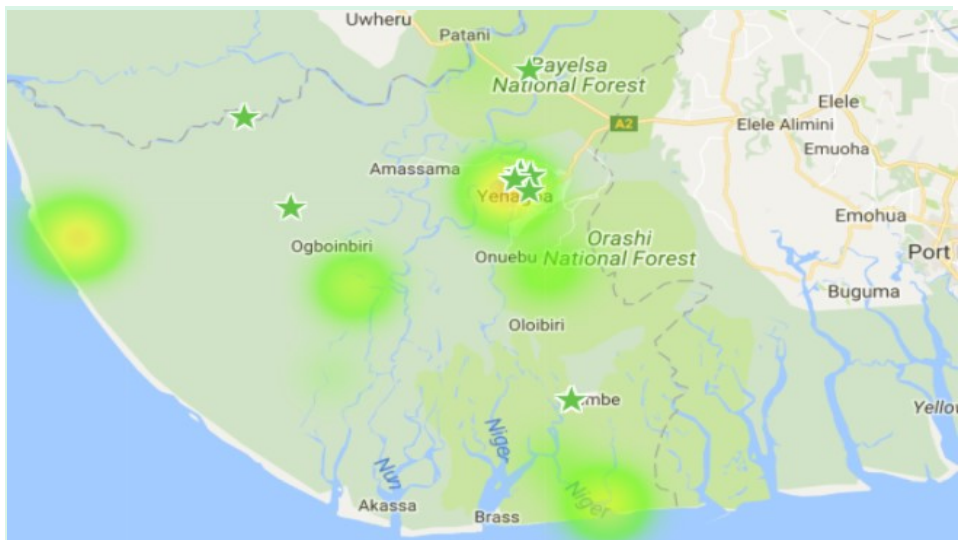 Uwheru
Patani
Bayelsa
National Forest
Elele
A2
Elele Alimini
Emuoha
Amassama
Yenagoa
Emohua
Ogboinbiri
Onuebu
Orashi
National Forest
Port
Buguma
Oloibiri
Yellow
Niger
Nun
Niger
Akassa
Brass